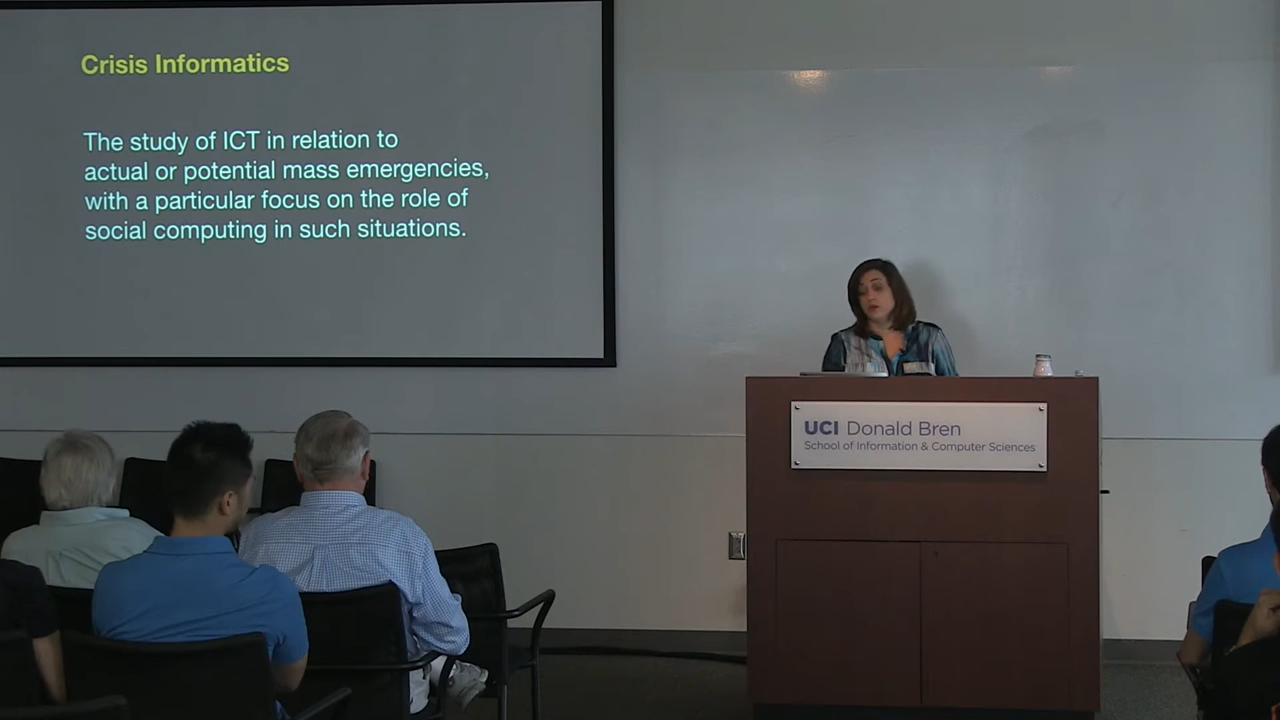 Crisis Informatics
The study of ICT in relation to
actual or potential mass emergencies,
with a particular focus on the role of
social computing in such situations.
UCI Donald Bren
School of Information & Computer Sciences